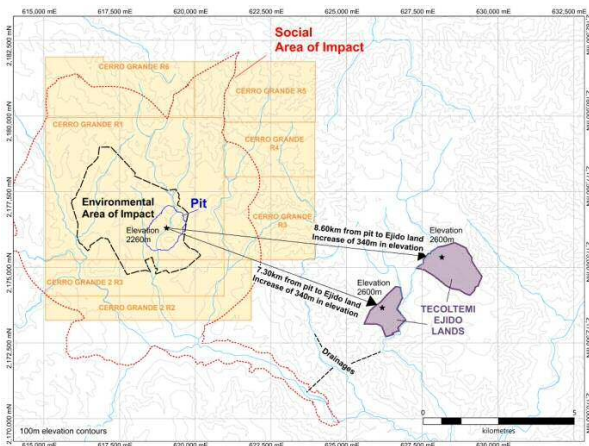 615,000 mE 617,500 mE 620,000 mE 622,500 mE 625,000 mE 627,500 mE 630,000 mE 632,500 mE
2,182,500 mN
2,180,000 mN
2,177,500 mN
2,175,000 mN
2,172,500 mN
2,170,000 mN
Social
Area of Impact
CERRO GRANDE R6
CERRO GRANDE R5
CERRO GRANDE R1
CERRO GRANDE
R4
CERRO GRANDE
R3
Environmental
Area of Impact
Pit
Elevation
2260m
8.60km from pit to Ejido land
Increase of 340m in elevation
Elevation
2600m
7.30km from pit to Ejido land
Increase of 340m in elevation
Elevation
2600m
CERRO GRANDE 2 R3
CERRO GRANDE 2 R2
TECOLTEMI
EJIDO
LANDS
Drainages
100m elevation contours
0 5
kilometres
615,000 mE 617,500 mE 620,000 mE 622,500 mE 625,000 mE 627,500 mE 630,000 mE 632,500 mE